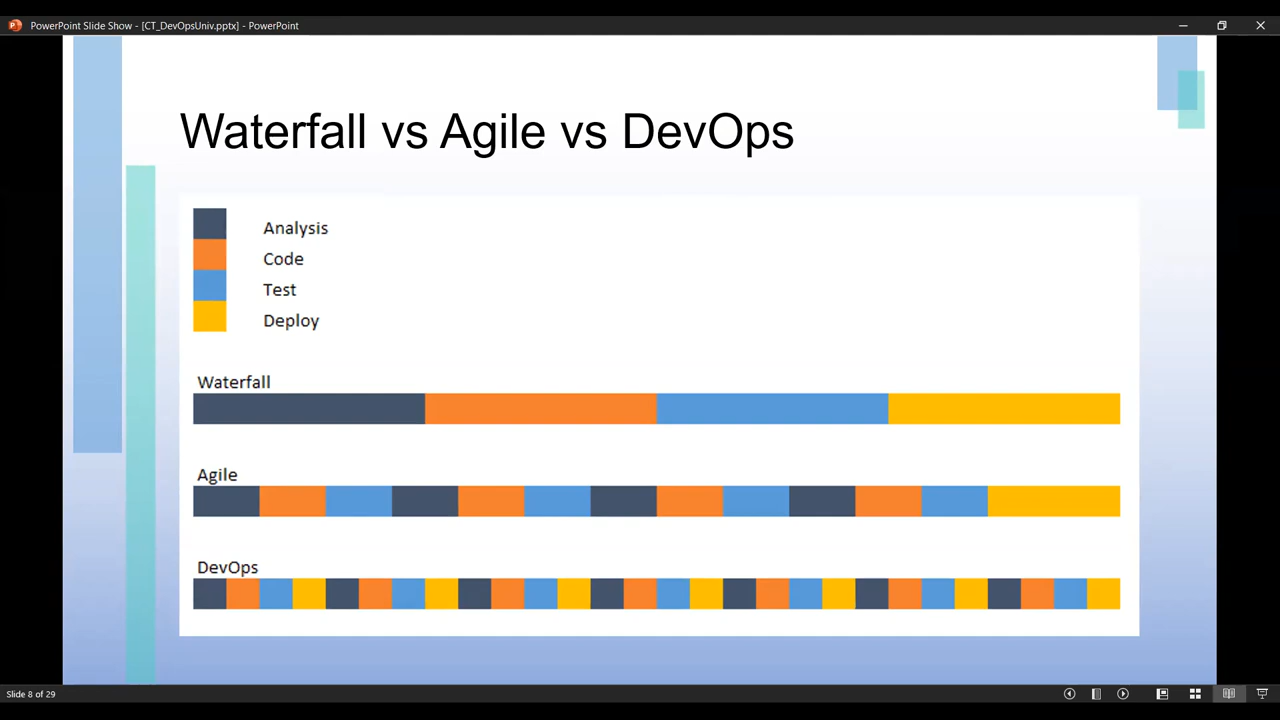 PowerPoint Slide Show - [CT_DevOpsUniv.pptx] - PowerPoint
Waterfall vs Agile vs DevOps
Analysis
Code
Test
Deploy
Waterfall
Agile
DevOps
Slide 8 of 29